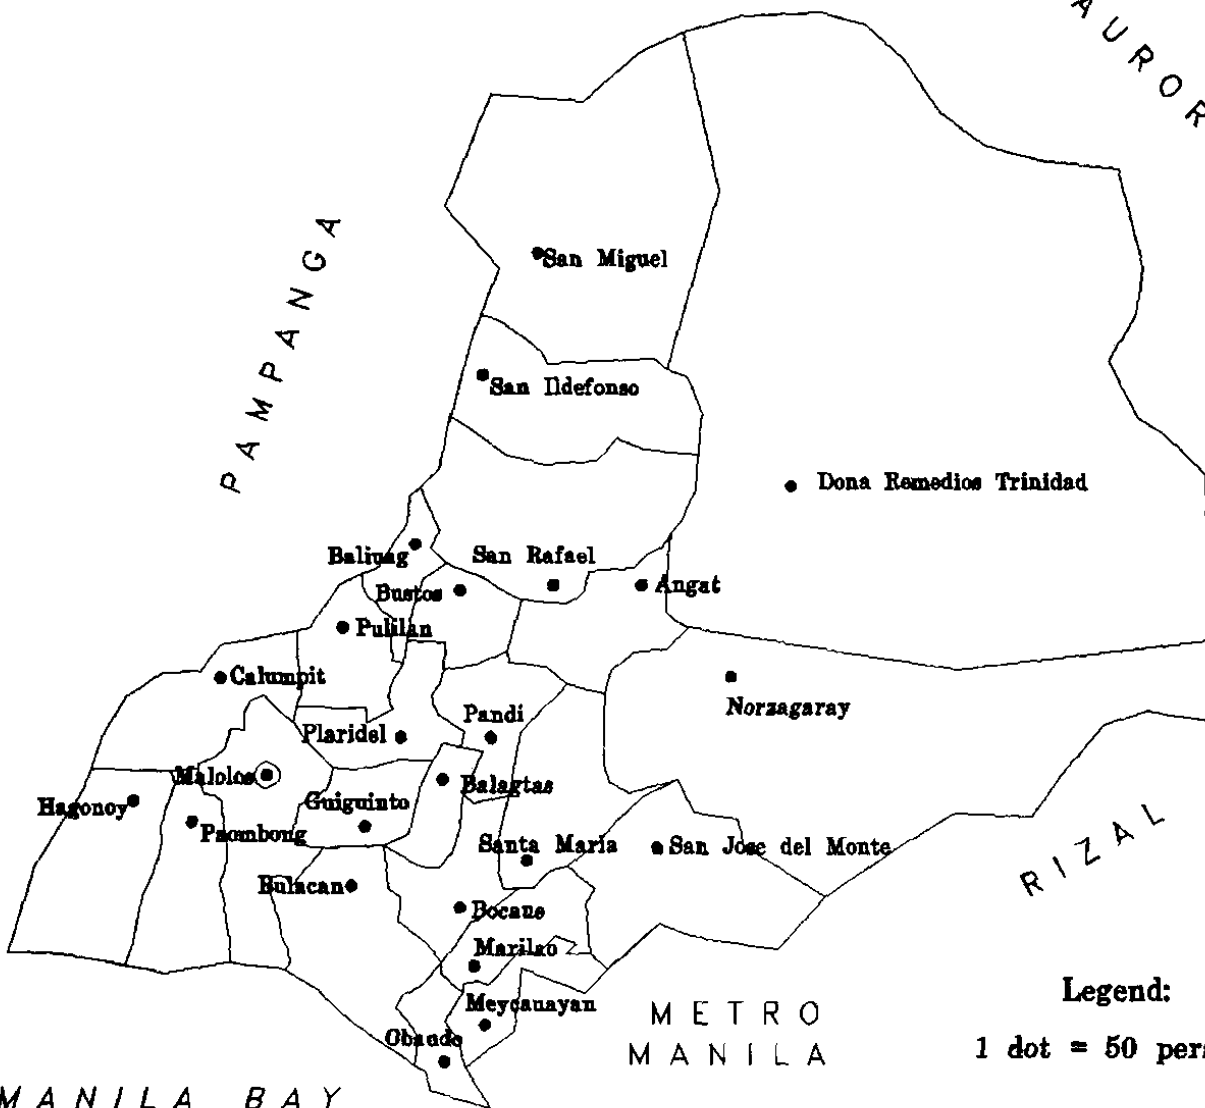 AUROR
PAMPANGA
San Miguel
San Ildefonso
Dona Remedios Trinidad
Baliuag
San Rafael
Bustos
Angat
Pulilan
Calumpit
Norzagaray
Pandi
Plaridel
Malolos
Balagtas
Hagonoy
Guiguinto
Paombong
Santa Maria
San Jose del Monte
RIZAL
Bulacan
Bocaue
Marilao
Meycauayan
Obando
METRO
MANILA
Legend:
1 dot = 50 pers
MANILA BAY